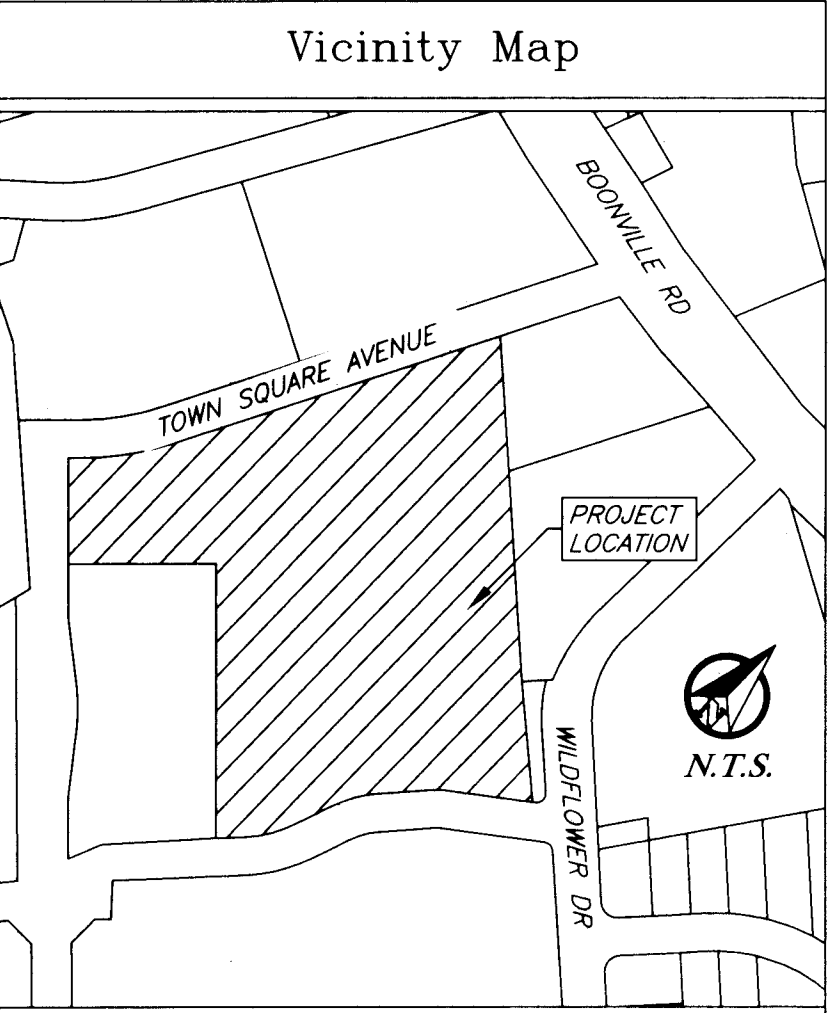 Vicinity Map
BOONVILLE RD
TOWN SQUARE AVENUE
PROJECT
LOCATION
N.T.S.
WILDFLOWER DR